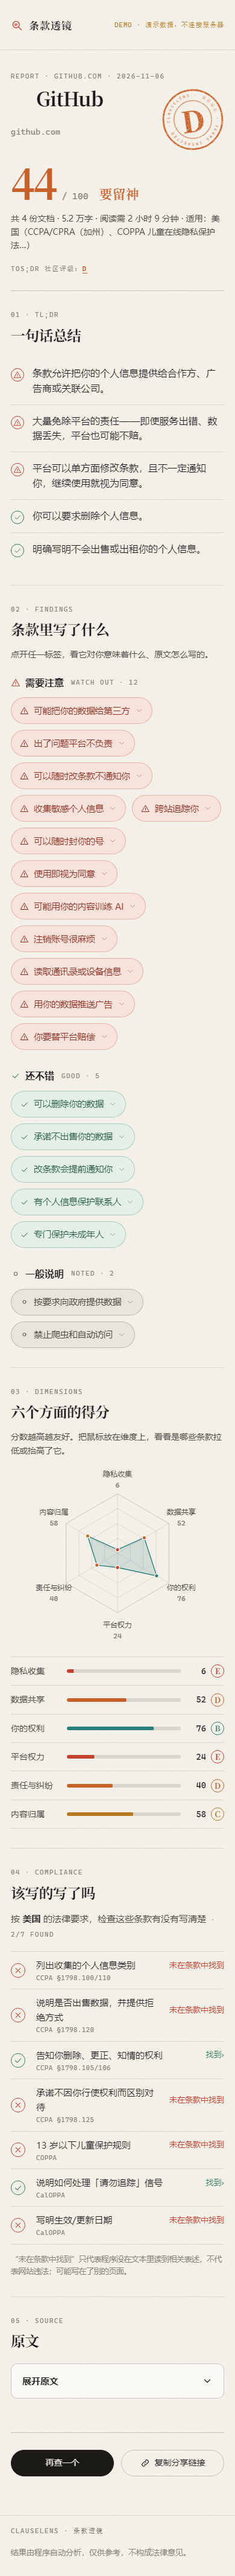 条款透镜
DEMO · 演示数据，不连接服务器
REPORT · GITHUB.COM · 2026-11-06
GitHub
github.com
D
44 / 100 要留神
共 4 份文档 · 5.2 万字 · 阅读需 2 小时 9 分钟 · 适用：美
国（CCPA/CPRA（加州）、COPPA 儿童在线隐私保护
法…）
TOS;DR 社区评级：D
01 · TL;DR
一句话总结
条款允许把你的个人信息提供给合作方、广
告商或关联公司。
大量免除平台的责任——即使服务出错、数
据丢失，平台也可能不赔。
平台可以单方面修改条款，且不一定通知
你，继续使用就视为同意。
你可以要求删除个人信息。
明确写明不会出售或出租你的个人信息。
02 · FINDINGS
条款里写了什么
点开任一标签，看它对你意味着什么、原文怎么写的。
需要注意 WATCH OUT · 12
可能把你的数据给第三方
出了问题平台不负责
可以随时改条款不通知你
收集敏感个人信息
跨站追踪你
可以随时封你的号
使用即视为同意
可能用你的内容训练 AI
注销账号很麻烦
读取通讯录或设备信息
用你的数据推送广告
你要替平台赔偿
还不错 GOOD · 5
可以删除你的数据
承诺不出售你的数据
改条款会提前通知你
有个人信息保护联系人
专门保护未成年人
一般说明 NOTED · 2
按要求向政府提供数据
禁止爬虫和自动访问
03 · DIMENSIONS
六个方面的得分
分数越高越友好。把鼠标放在维度上，看看是哪些条款拉
低或抬高了它。
隐私收集
6
内容归属
58
数据共享
52
责任与纠纷
40
你的权利
76
平台权力
24
隐私收集 6 E
数据共享 52 D
你的权利 76 B
平台权力 24 E
责任与纠纷 40 D
内容归属 58 C
04 · COMPLIANCE
该写的写了吗
按 美国 的法律要求，检查这些条款有没有写清楚 ·
2/7 FOUND
列出收集的个人信息类别 未在条款中找到
CCPA §1798.100/110
说明是否出售数据，并提供拒
绝方式 未在条款中找到
CCPA §1798.120
告知你删除、更正、知情的权利 找到›
CCPA §1798.105/106
承诺不因你行使权利而区别对
待 未在条款中找到
CCPA §1798.125
13 岁以下儿童保护规则 未在条款中找到
COPPA
说明如何处理「请勿追踪」信号 找到›
CalOPPA
写明生效/更新日期 未在条款中找到
CalOPPA
“未在条款中找到”只代表程序没在文本里读到相关表述，不代
表网站违法；可能写在了别的页面。
05 · SOURCE
原文
展开原文
再查一个
复制分享链接
CLAUSELENS · 条款透镜
结果由程序自动分析，仅供参考，不构成法律意见。